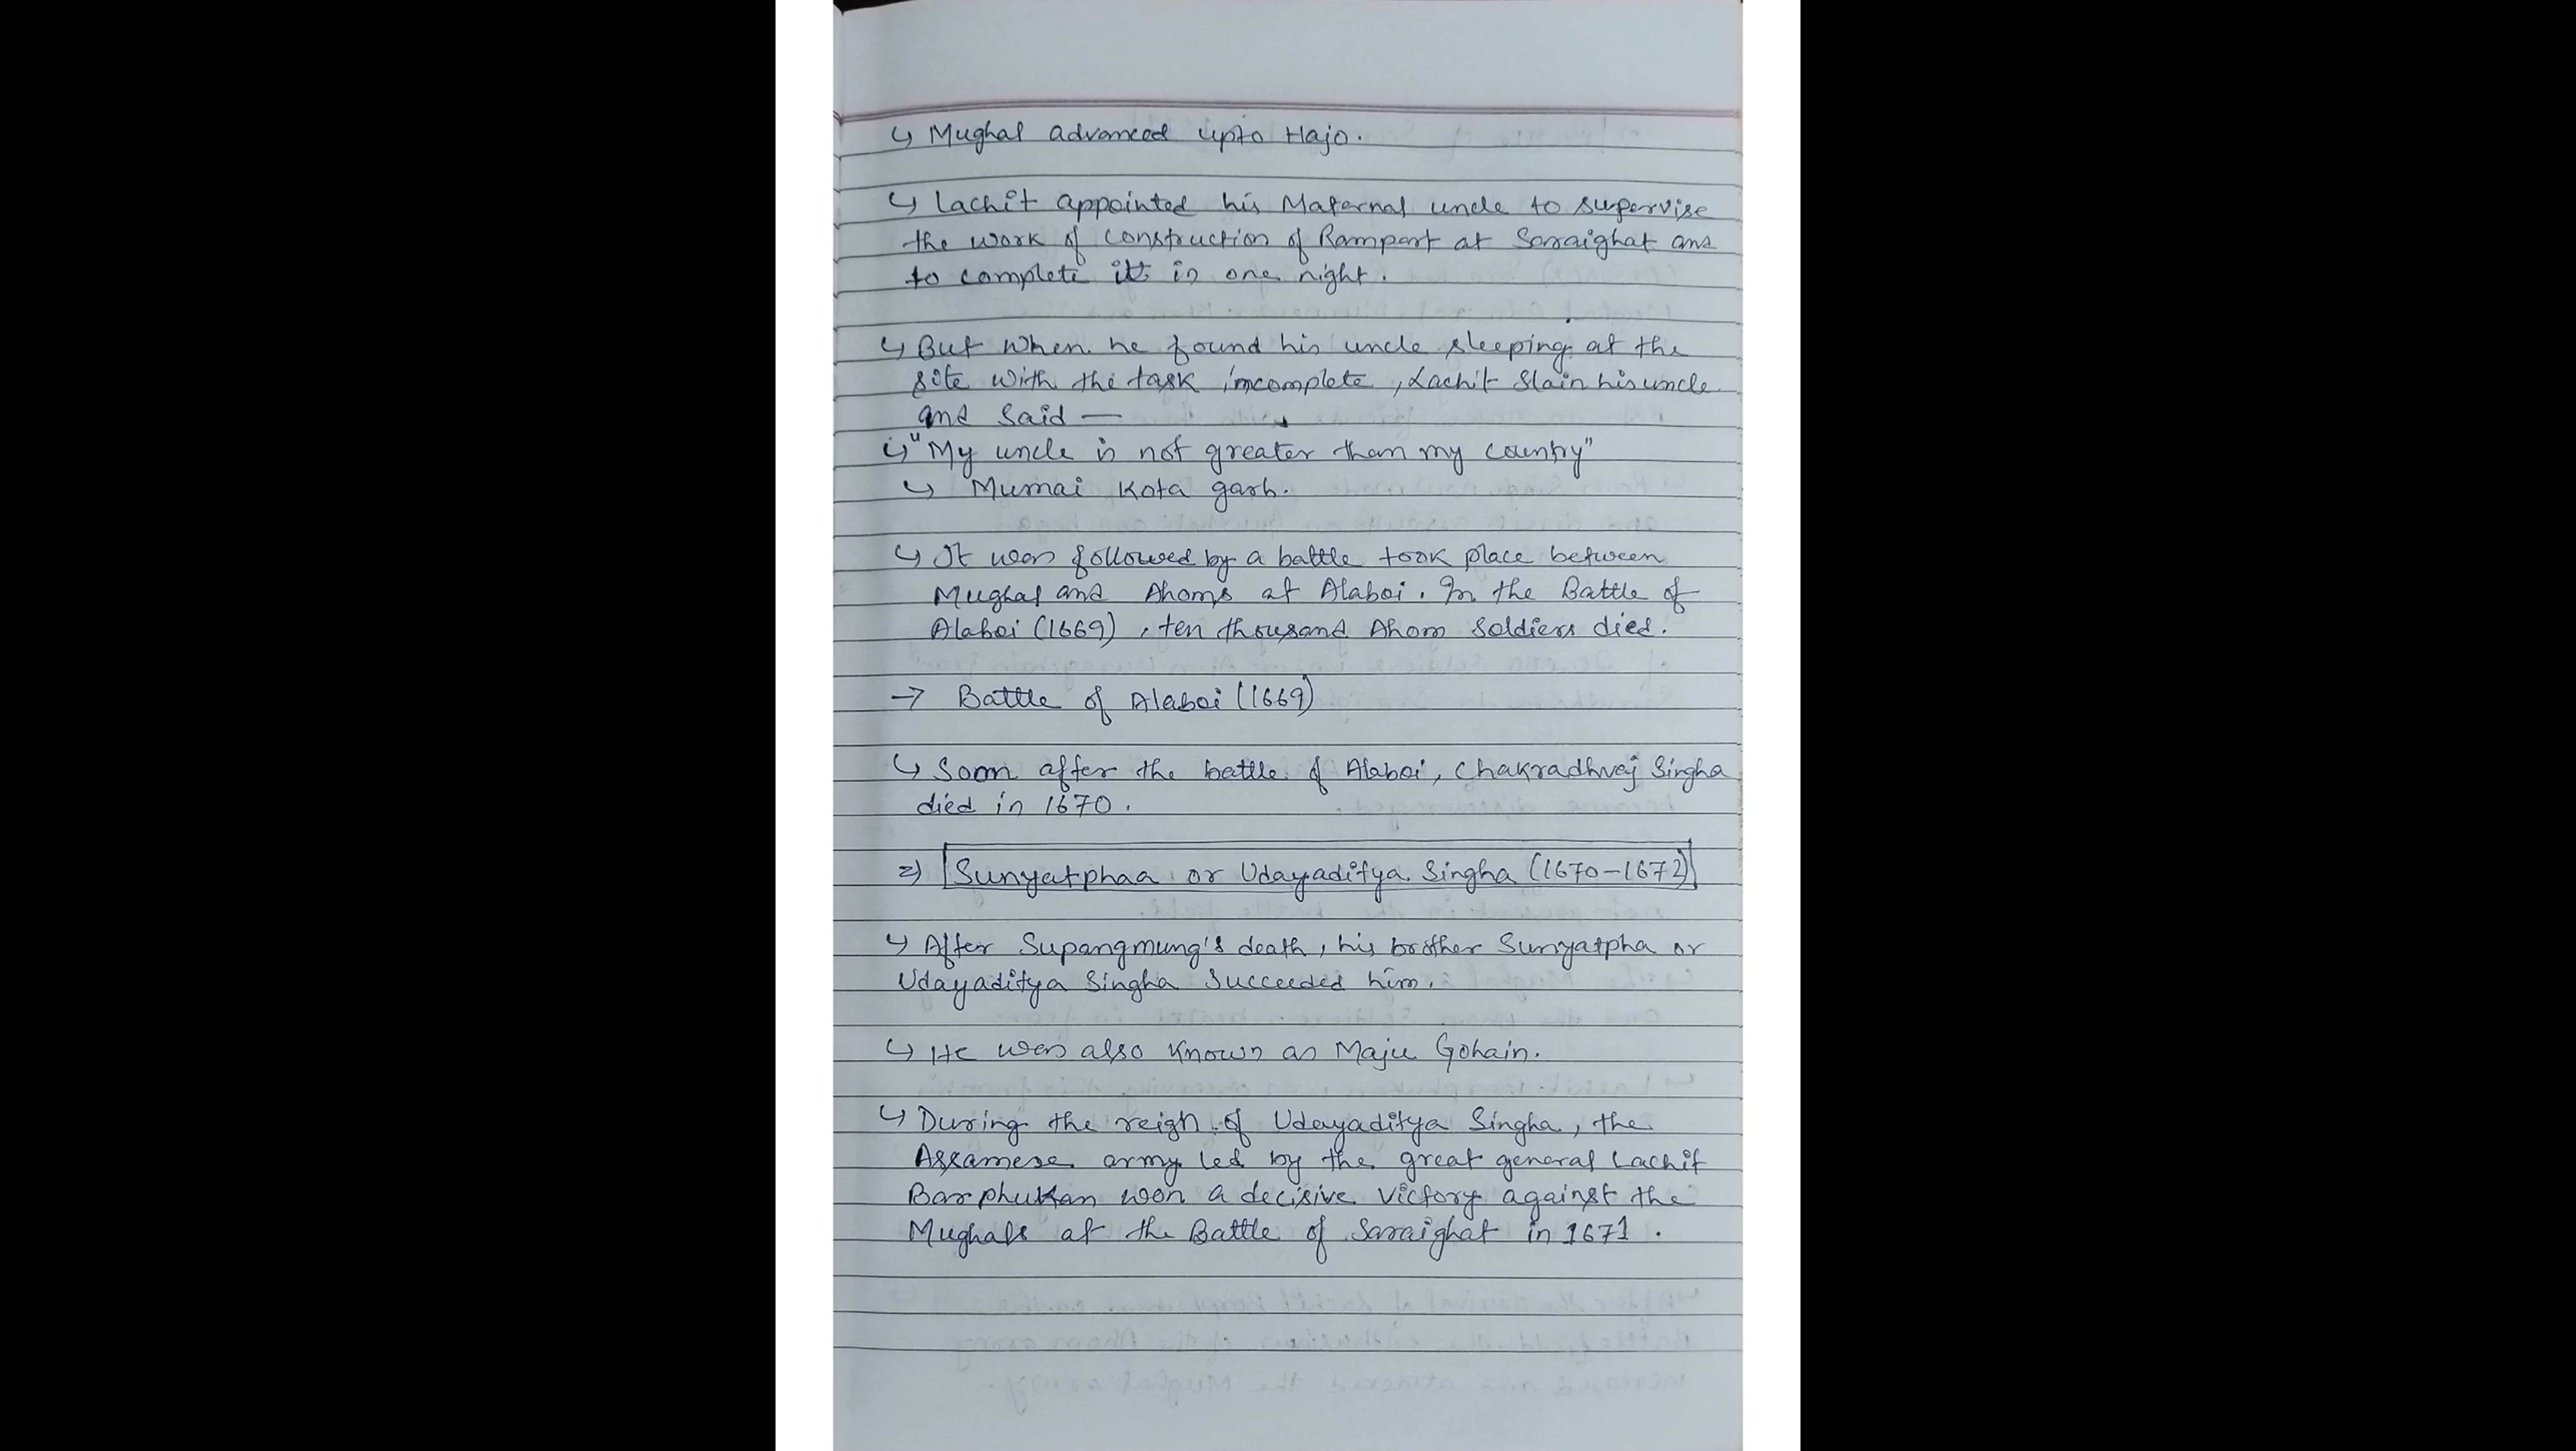 ↳ Mughal advanced upto Hajo.
↳ Lachit appointed his Maternal uncle to supervise
the work of construction of Rampart at Saraighat and
to complete it in one night.
↳ But when he found his uncle sleeping at the
site with the task incomplete, Lachit slain his uncle
and said —
↳ "My uncle is not greater than my country"
↳ Mumai Kota garh.
↳ It was followed by a battle took place between
Mughal and Ahoms at Alaboi. In the Battle of
Alaboi (1669), ten thousand Ahom soldiers died.
→ Battle of Alaboi (1669)
↳ Soon after the battle of Alaboi, Chakradhvaj Singha
died in 1670.
⇒ Sunyatphaa or Udayaditya Singha (1670-1672)
↳ After Supangmung's death, his brother Sunyatpha or
Udayaditya Singha succeeded him.
↳ He was also known as Maju Gohain.
↳ During the reign of Udayaditya Singha, the
Assamese army led by the great general Lachit
Barphukan won a decisive victory against the
Mughals at the Battle of Saraighat in 1671.